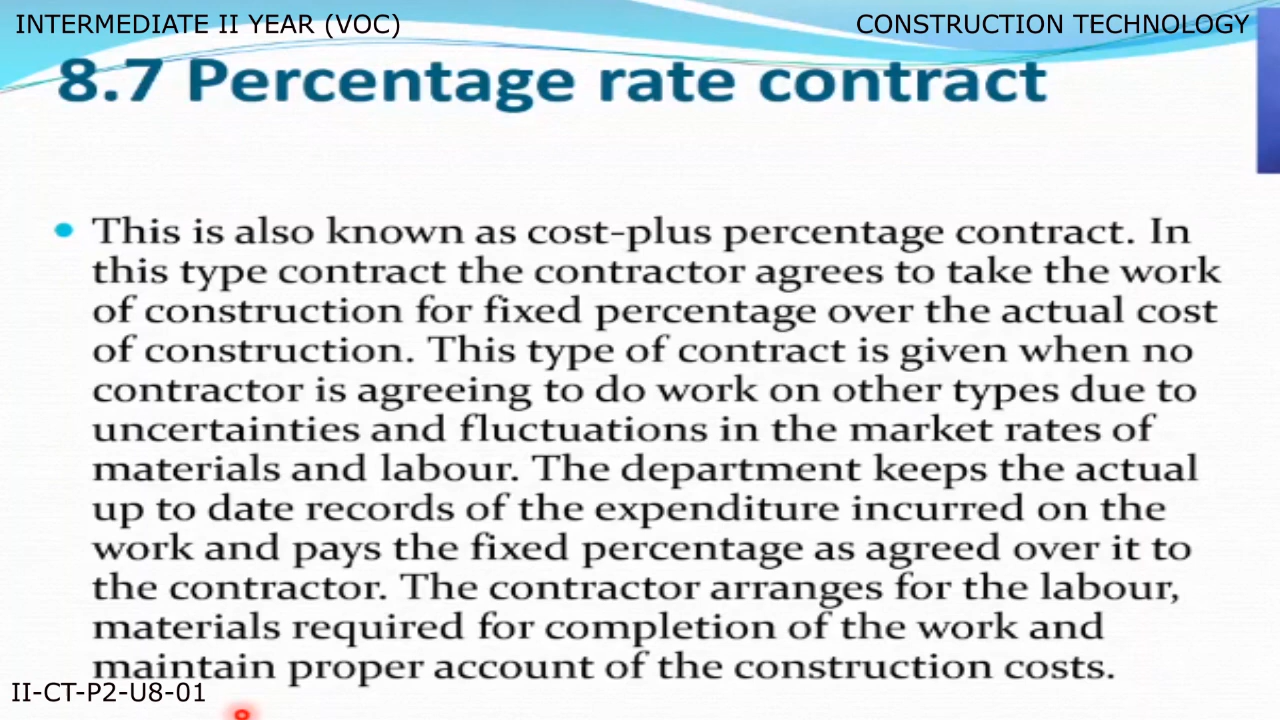 INTERMEDIATE II YEAR (VOC)
CONSTRUCTION TECHNOLOGY
8.7 Percentage rate contract
• This is also known as cost-plus percentage contract. In
this type contract the contractor agrees to take the work
of construction for fixed percentage over the actual cost
of construction. This type of contract is given when no
contractor is agreeing to do work on other types due to
uncertainties and fluctuations in the market rates of
materials and labour. The department keeps the actual
up to date records of the expenditure incurred on the
work and pays the fixed percentage as agreed over it to
the contractor. The contractor arranges for the labour,
materials required for completion of the work and
maintain proper account of the construction costs.
II-CT-P2-U8-01